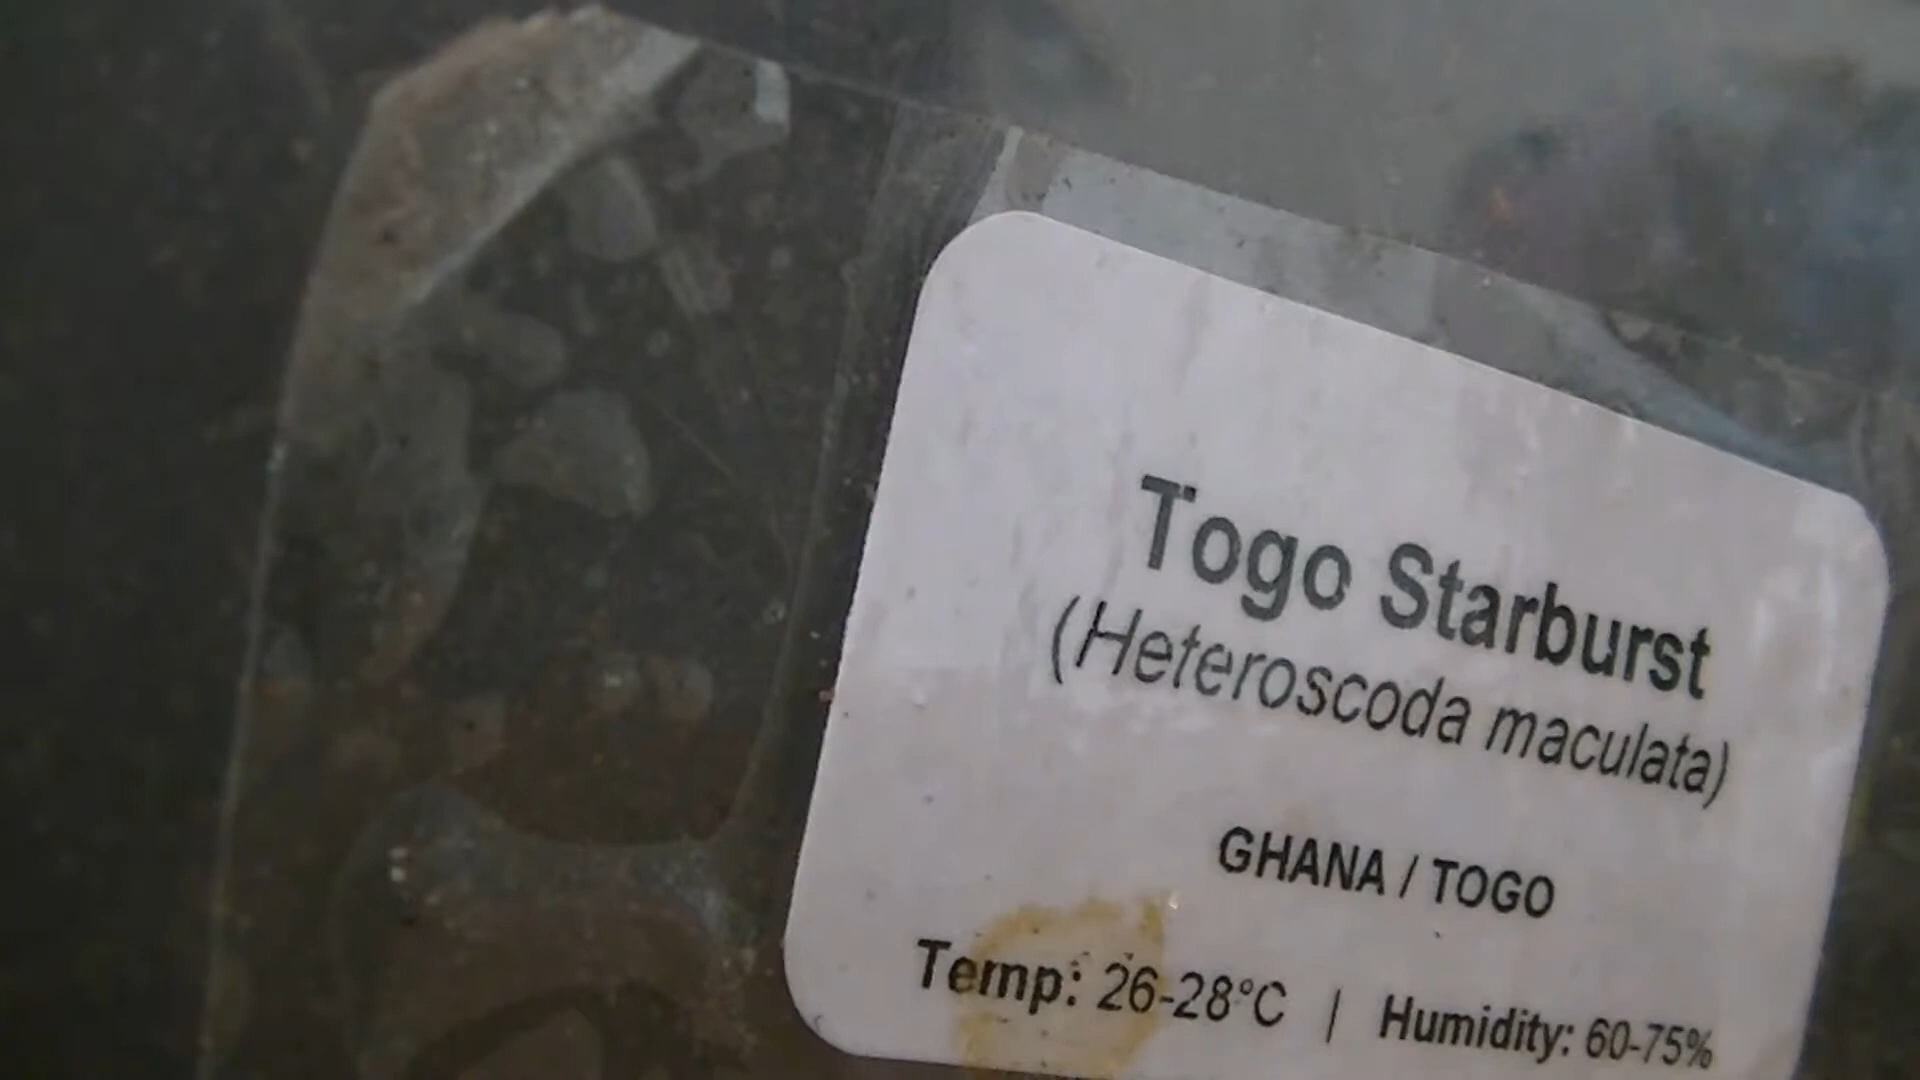 Togo Starburst
(Heteroscoda maculata)
GHANA / TOGO
Temp: 26-28°C | Humidity: 60-75%